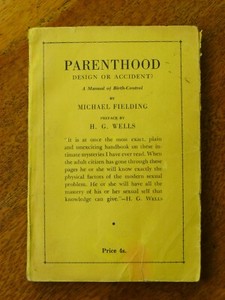 PARENTHOOD
DESIGN OR ACCIDENT?
A Manual of Birth-Control
BY
MICHAEL FIELDING
PREFACE BY
H. G. WELLS
"It is at once the most exact, plain
and convincing handbook on these in-
timate mysteries I have ever read. When
the adult citizen has gone through these
pages he or she will know exactly the
physical factors of the modern sexual
problem. He or she will have all the
mastery of his or her sexual self that
knowledge can give."—H. G. WELLS
Price 4s.